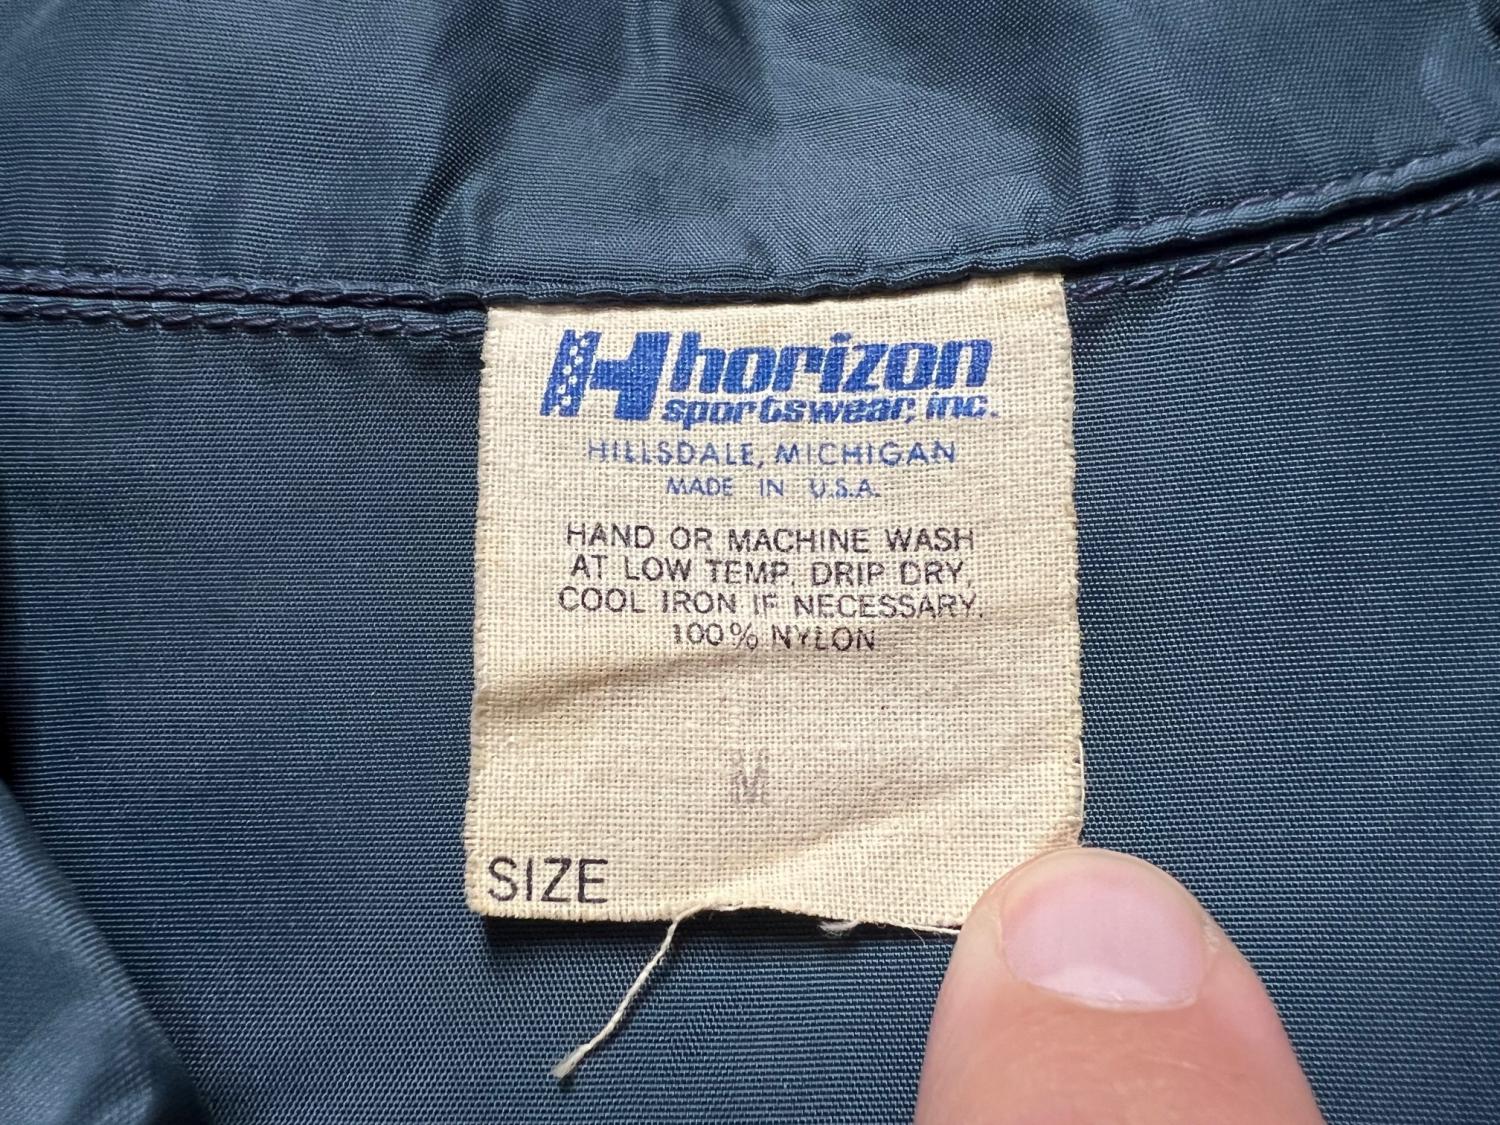 H horizon
sportswear, inc.
HILLSDALE, MICHIGAN
MADE IN U.S.A.
HAND OR MACHINE WASH
AT LOW TEMP. DRIP DRY,
COOL IRON IF NECESSARY.
100% NYLON
M
SIZE